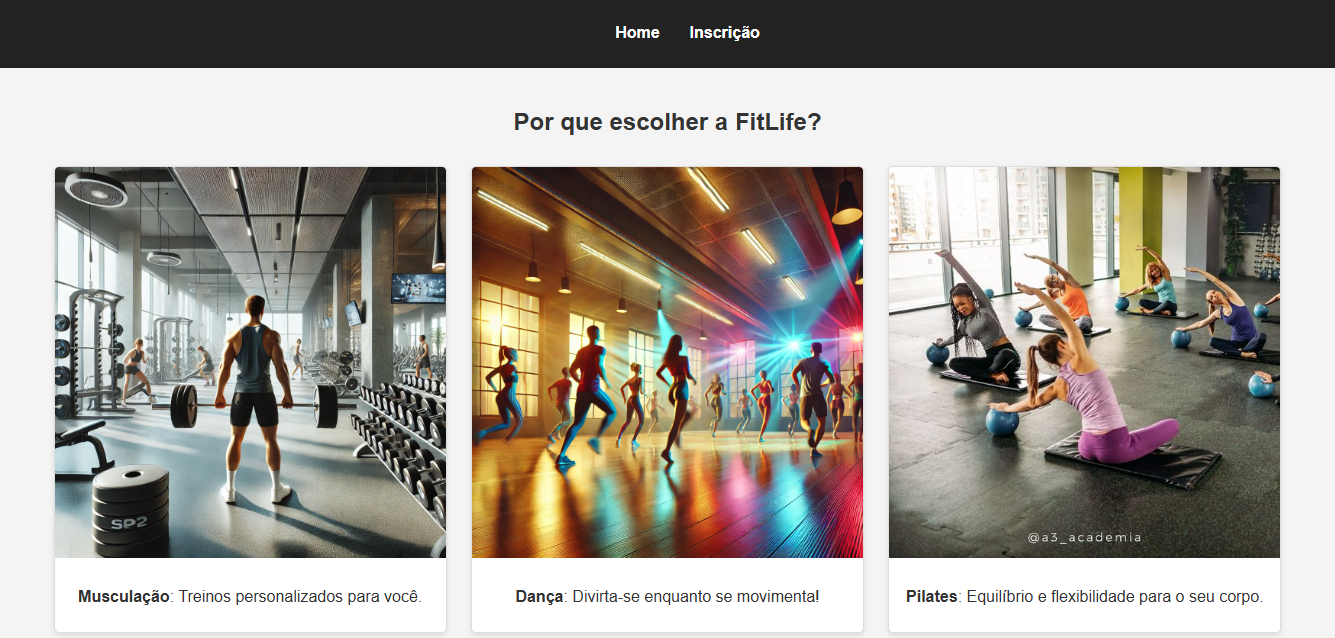 Home Inscrição
Por que escolher a FitLife?
SP2
@a3_academia
Musculação: Treinos personalizados para você.
Dança: Divirta-se enquanto se movimenta!
Pilates: Equilíbrio e flexibilidade para o seu corpo.